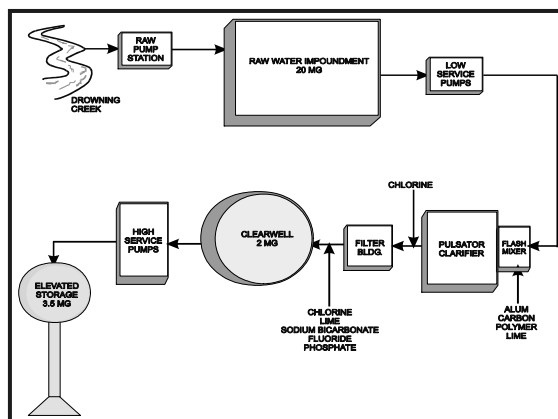 DROWNING
CREEK
RAW
PUMP
STATION
RAW WATER IMPOUNDMENT
20 MG
LOW
SERVICE
PUMPS
CHLORINE
HIGH
SERVICE
PUMPS
CLEARWELL
2 MG
FILTER
BLDG.
PULSATOR
CLARIFIER
FLASH
MIXER
ELEVATED
STORAGE
3.5 MG
CHLORINE
LIME
SODIUM BICARBONATE
FLUORIDE
PHOSPHATE
ALUM
CARBON
POLYMER
LIME